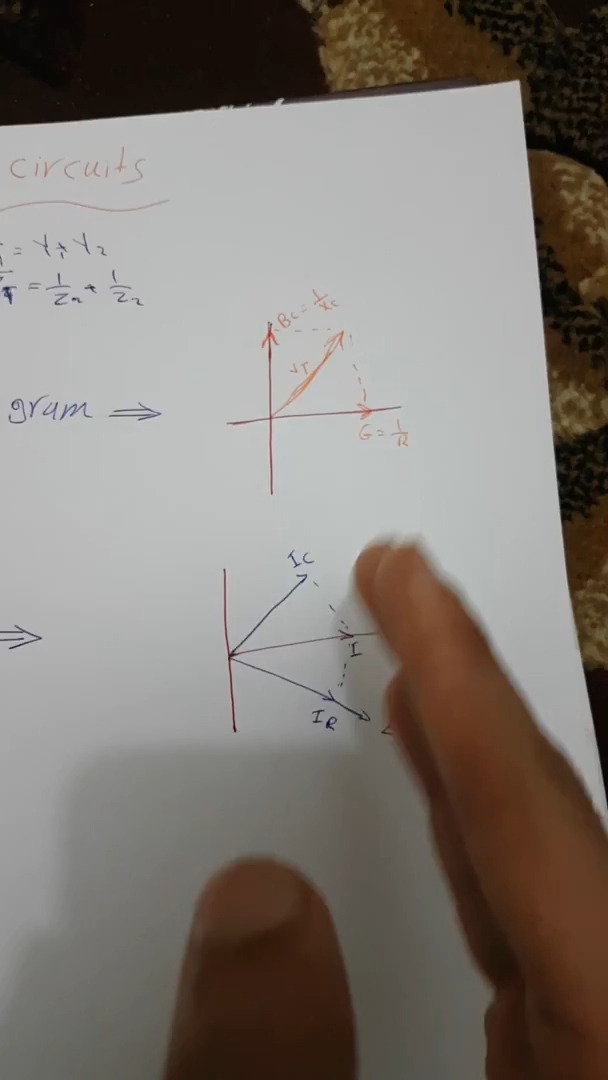 circuits
= Y₁ + Y₂
= 1/Z₁ + 1/Z₂
Bc = 1/Xc
YT
gram ⇒
G = 1/R
Ic
I
IR